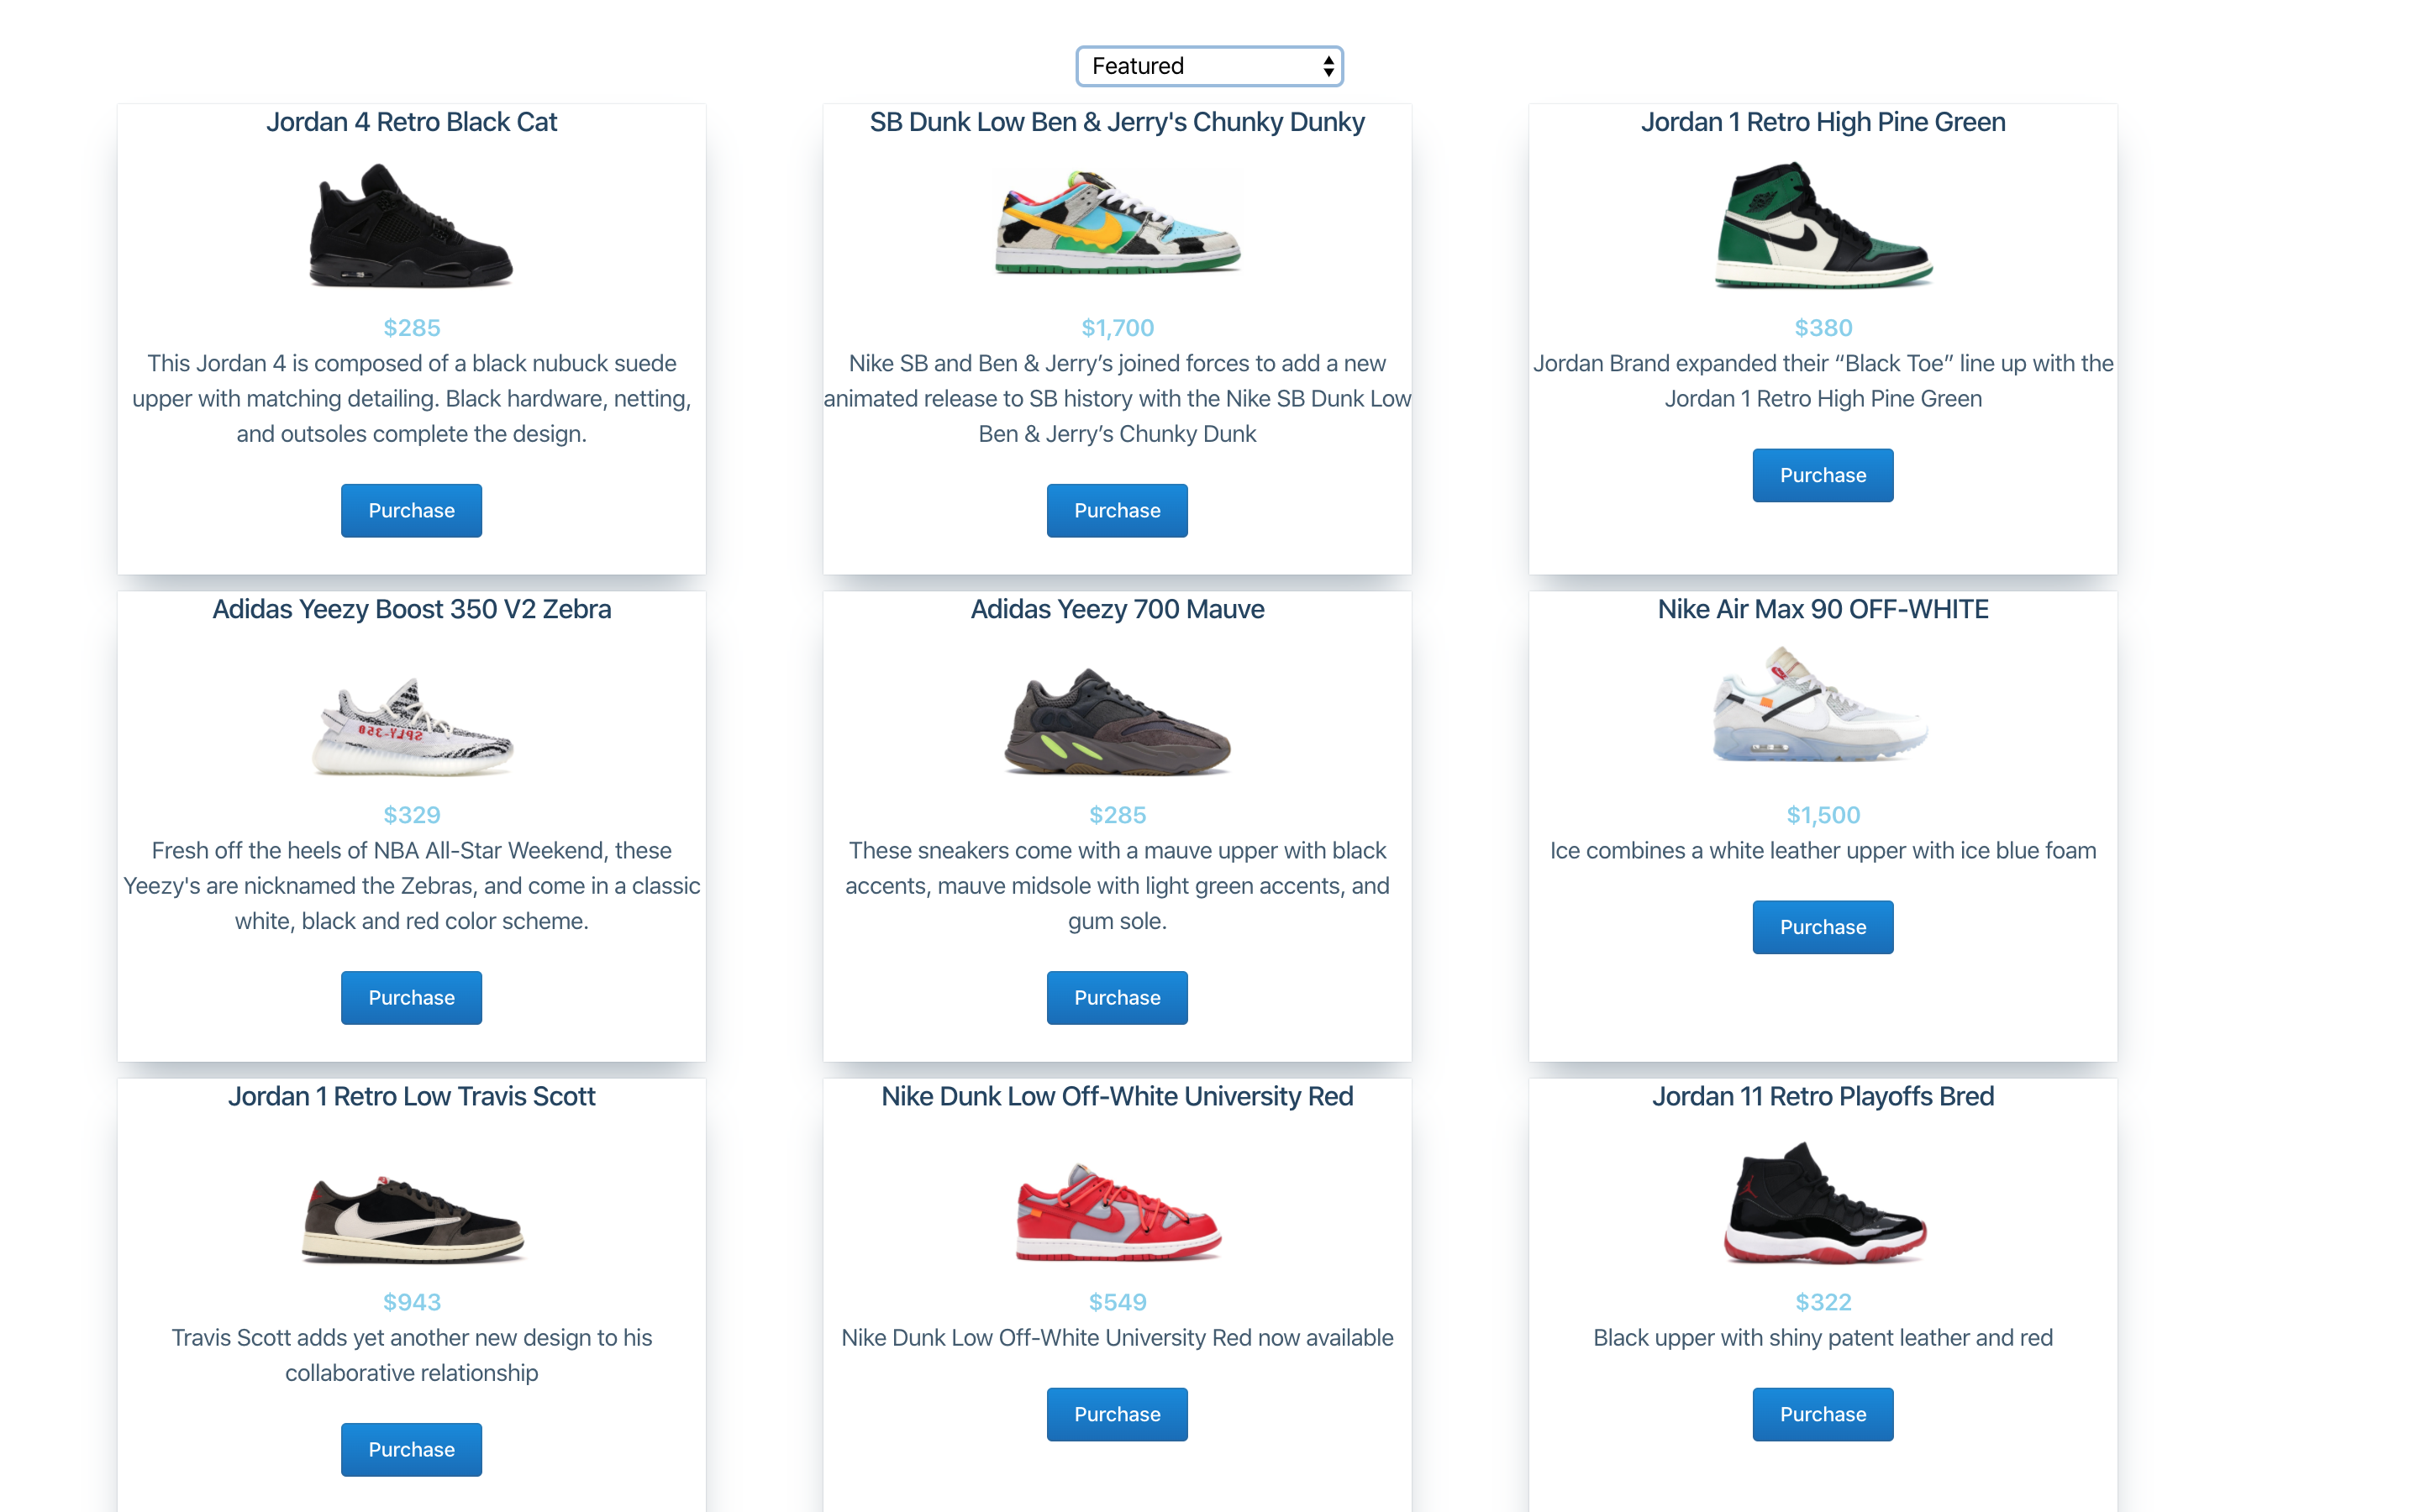 Featured
Jordan 4 Retro Black Cat
$285
This Jordan 4 is composed of a black nubuck suede
upper with matching detailing. Black hardware, netting,
and outsoles complete the design.
Purchase
SB Dunk Low Ben & Jerry's Chunky Dunky
$1,700
Nike SB and Ben & Jerry’s joined forces to add a new
animated release to SB history with the Nike SB Dunk Low
Ben & Jerry’s Chunky Dunk
Purchase
Jordan 1 Retro High Pine Green
$380
Jordan Brand expanded their “Black Toe” line up with the
Jordan 1 Retro High Pine Green
Purchase
Adidas Yeezy Boost 350 V2 Zebra
SPLY-350
$329
Fresh off the heels of NBA All-Star Weekend, these
Yeezy's are nicknamed the Zebras, and come in a classic
white, black and red color scheme.
Purchase
Adidas Yeezy 700 Mauve
$285
These sneakers come with a mauve upper with black
accents, mauve midsole with light green accents, and
gum sole.
Purchase
Nike Air Max 90 OFF-WHITE
$1,500
Ice combines a white leather upper with ice blue foam
Purchase
Jordan 1 Retro Low Travis Scott
$943
Travis Scott adds yet another new design to his
collaborative relationship
Purchase
Nike Dunk Low Off-White University Red
$549
Nike Dunk Low Off-White University Red now available
Purchase
Jordan 11 Retro Playoffs Bred
$322
Black upper with shiny patent leather and red
Purchase